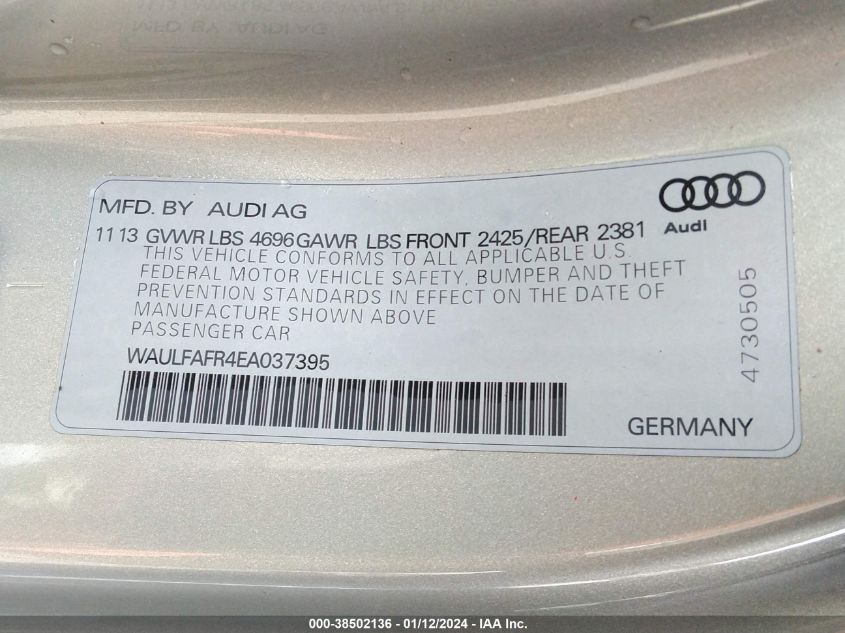 MFD. BY AUDI AG
Audi
11 13 GVWR LBS 4696 GAWR LBS FRONT 2425/REAR 2381
THIS VEHICLE CONFORMS TO ALL APPLICABLE U.S.
FEDERAL MOTOR VEHICLE SAFETY, BUMPER AND THEFT
PREVENTION STANDARDS IN EFFECT ON THE DATE OF
MANUFACTURE SHOWN ABOVE
PASSENGER CAR
WAULFAFR4EA037395
4730505
GERMANY
000-38502136 - 01/12/2024 - IAA Inc.